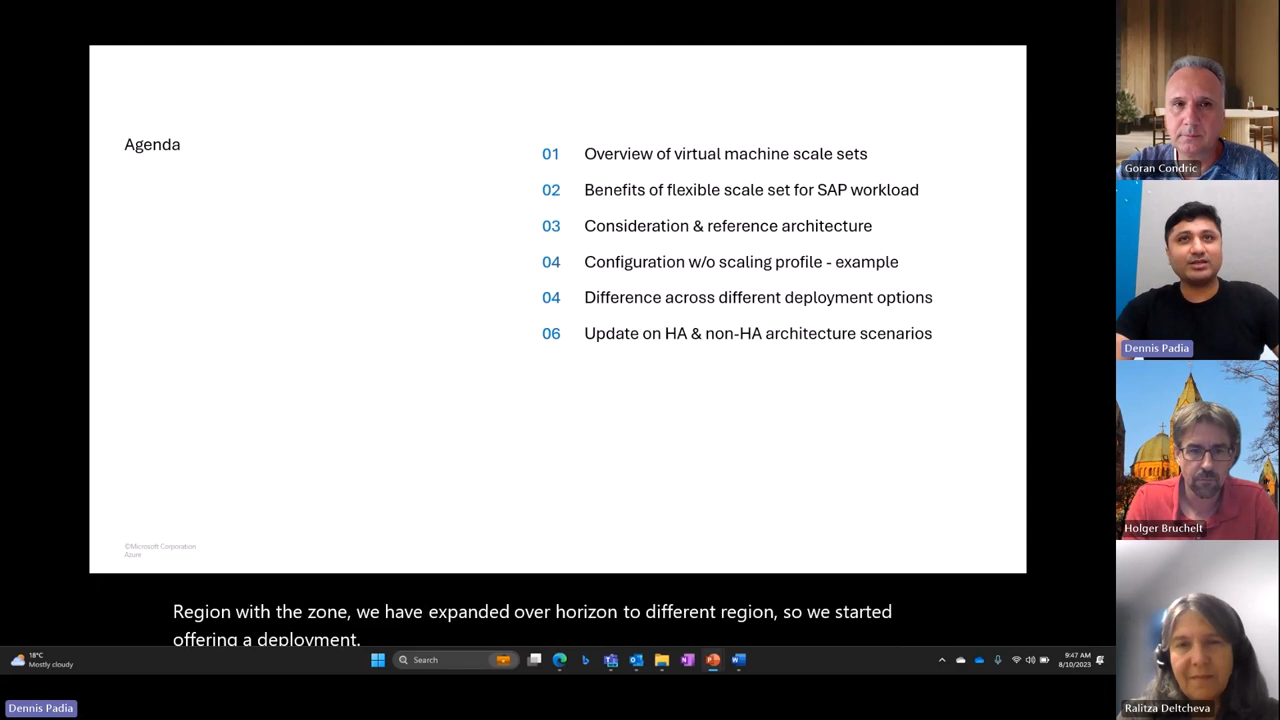 Agenda
01 Overview of virtual machine scale sets
02 Benefits of flexible scale set for SAP workload
03 Consideration & reference architecture
04 Configuration w/o scaling profile - example
04 Difference across different deployment options
06 Update on HA & non-HA architecture scenarios
©Microsoft Corporation
Azure
Region with the zone, we have expanded over horizon to different region, so we started
offering a deployment.
18°C
Mostly cloudy
Search
9:47 AM
8/10/2023
Dennis Padia
Goran Condric
Dennis Padia
Holger Bruchelt
Ralitza Deltcheva